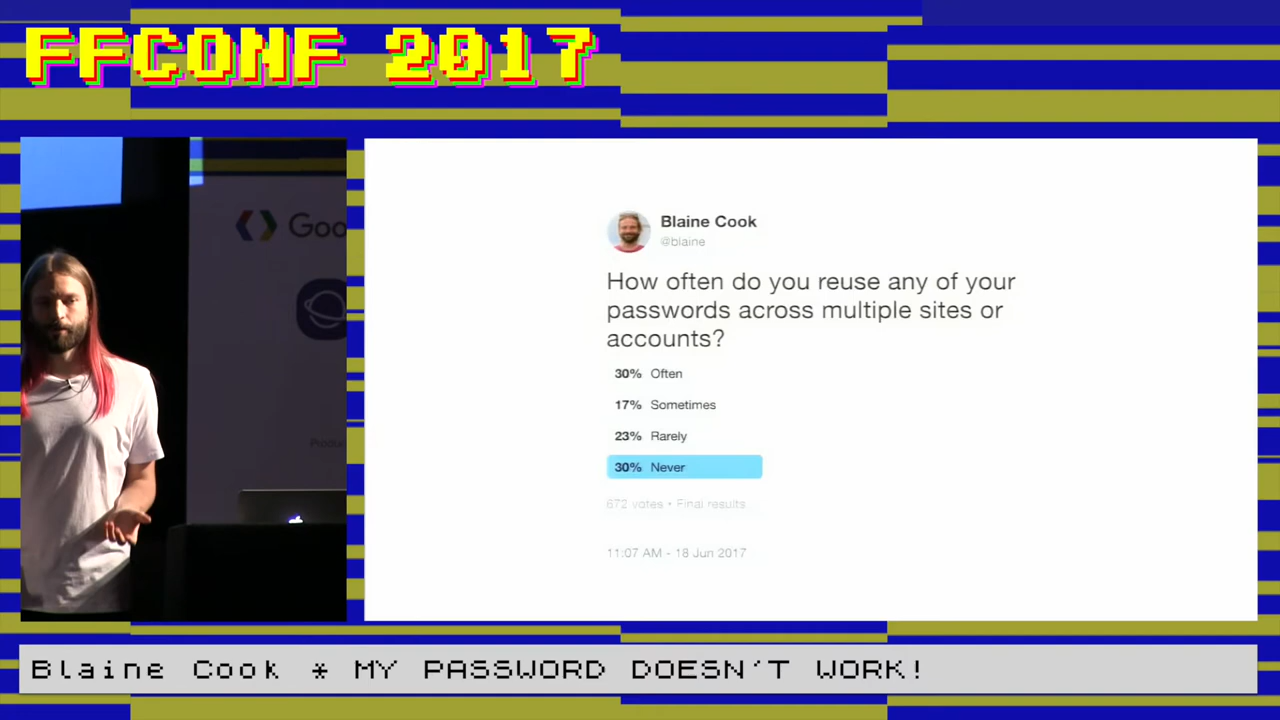 FFCONF 2017
Goo
Blaine Cook
@blaine
How often do you reuse any of your
passwords across multiple sites or
accounts?
30% Often
17% Sometimes
23% Rarely
30% Never
672 votes • Final results
11:07 AM - 18 Jun 2017
Blaine Cook * MY PASSWORD DOESN'T WORK!